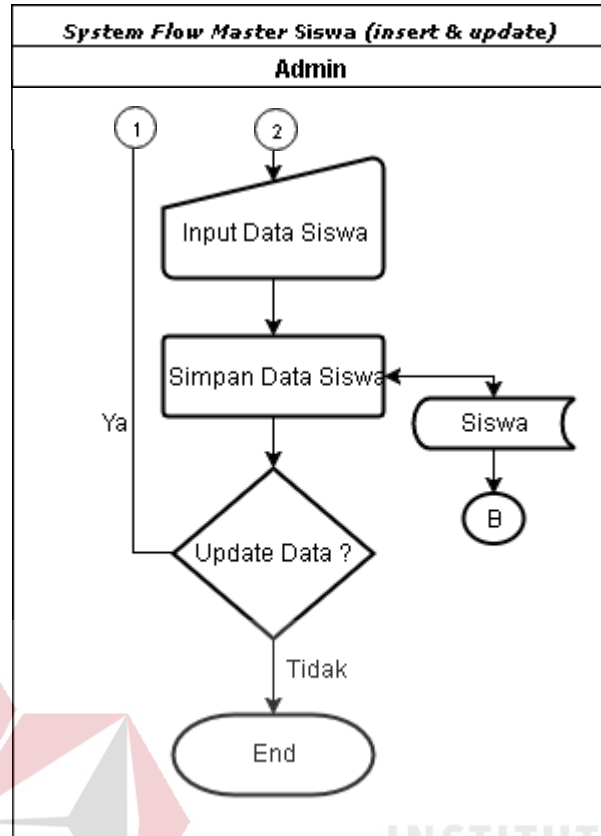 System Flow Master Siswa (insert & update)
Admin
1
2
Input Data Siswa
Simpan Data Siswa
Ya
Siswa
B
Update Data ?
Tidak
End
INSTITUT